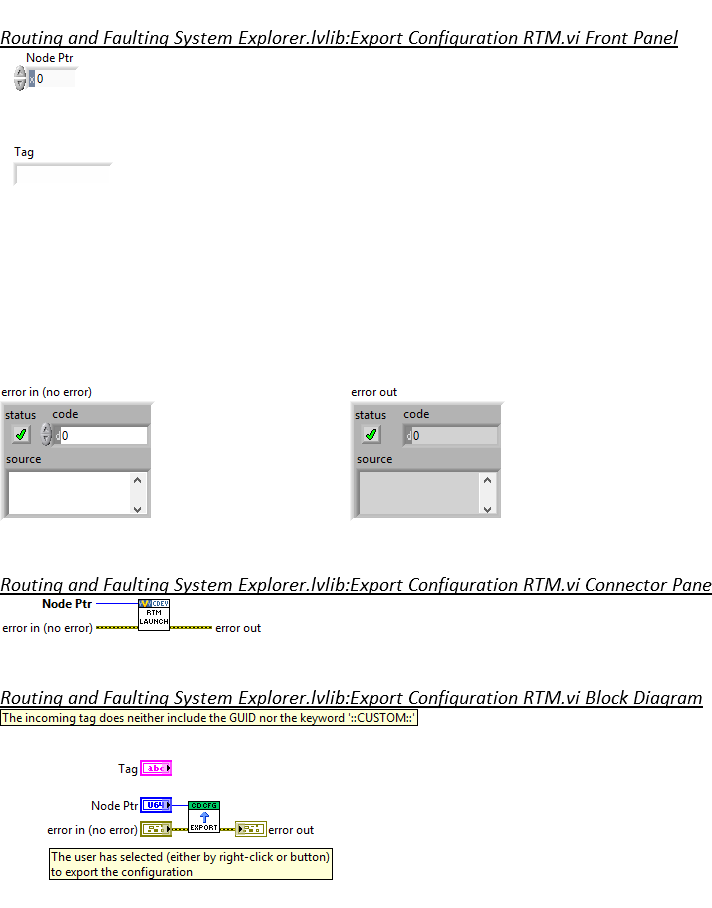 Routing and Faulting System Explorer.lvlib:Export Configuration RTM.vi Front Panel
Node Ptr
x 0
Tag
error in (no error)
error out
status code
d 0
source
status code
d 0
source
Routing and Faulting System Explorer.lvlib:Export Configuration RTM.vi Connector Pane
Node Ptr
CDEV
RTM
LAUNCH
error in (no error)
error out
Routing and Faulting System Explorer.lvlib:Export Configuration RTM.vi Block Diagram
The incoming tag does neither include the GUID nor the keyword '::CUSTOM::'
Tag abc
Node Ptr U64
CD CFG
EXPORT
error in (no error)
error out
The user has selected (either by right-click or button)
to export the configuration